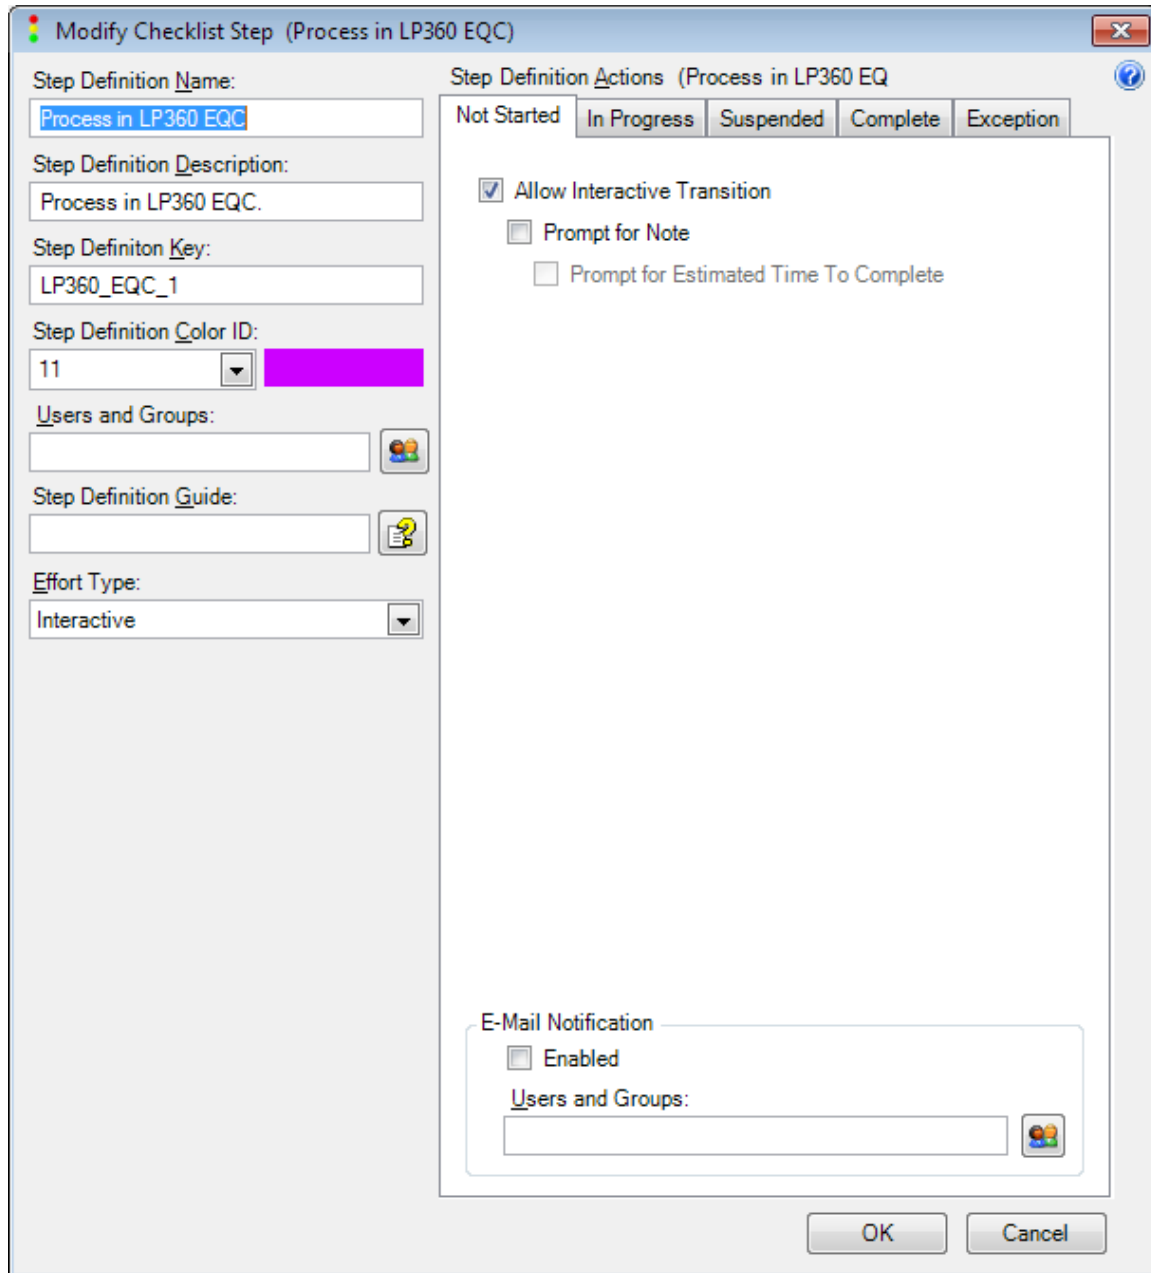 Modify Checklist Step (Process in LP360 EQC)
Step Definition Name:
Process in LP360 EQC
Step Definition Description:
Process in LP360 EQC.
Step Definiton Key:
LP360_EQC_1
Step Definition Color ID:
11
Users and Groups:
Step Definition Guide:
Effort Type:
Interactive
Step Definition Actions (Process in LP360 EQ
Not Started In Progress Suspended Complete Exception
Allow Interactive Transition
Prompt for Note
Prompt for Estimated Time To Complete
E-Mail Notification
Enabled
Users and Groups:
OK Cancel